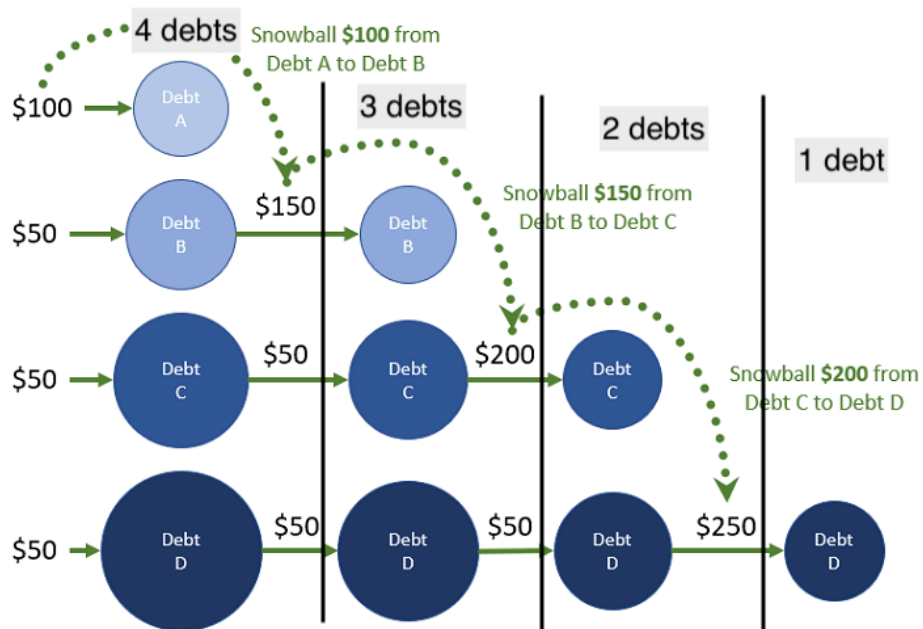 4 debts
Snowball $100 from
Debt A to Debt B
3 debts
2 debts
1 debt
$100
Debt
A
Snowball $150 from
Debt B to Debt C
$50
Debt
B
$150
Debt
B
$50
Debt
C
$50
Debt
C
$200
Debt
C
Snowball $200 from
Debt C to Debt D
$50
Debt
D
$50
Debt
D
$50
Debt
D
$250
Debt
D